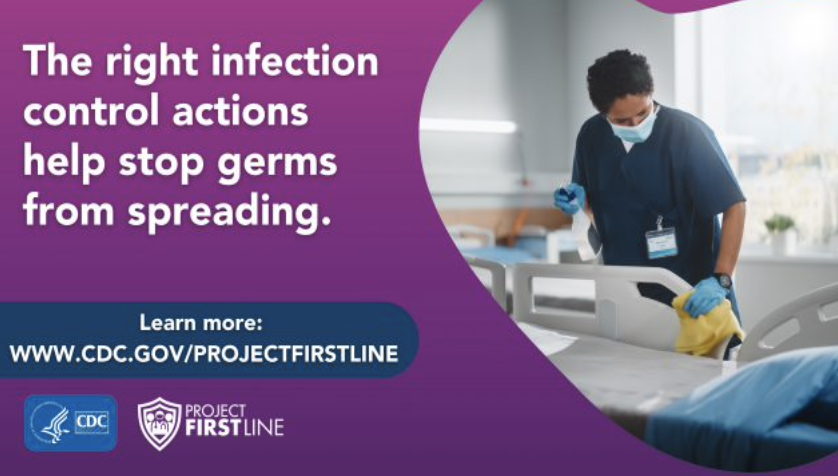 The right infection
control actions
help stop germs
from spreading.
Learn more:
WWW.CDC.GOV/PROJECTFIRSTLINE
CDC
PROJECT
FIRSTLINE